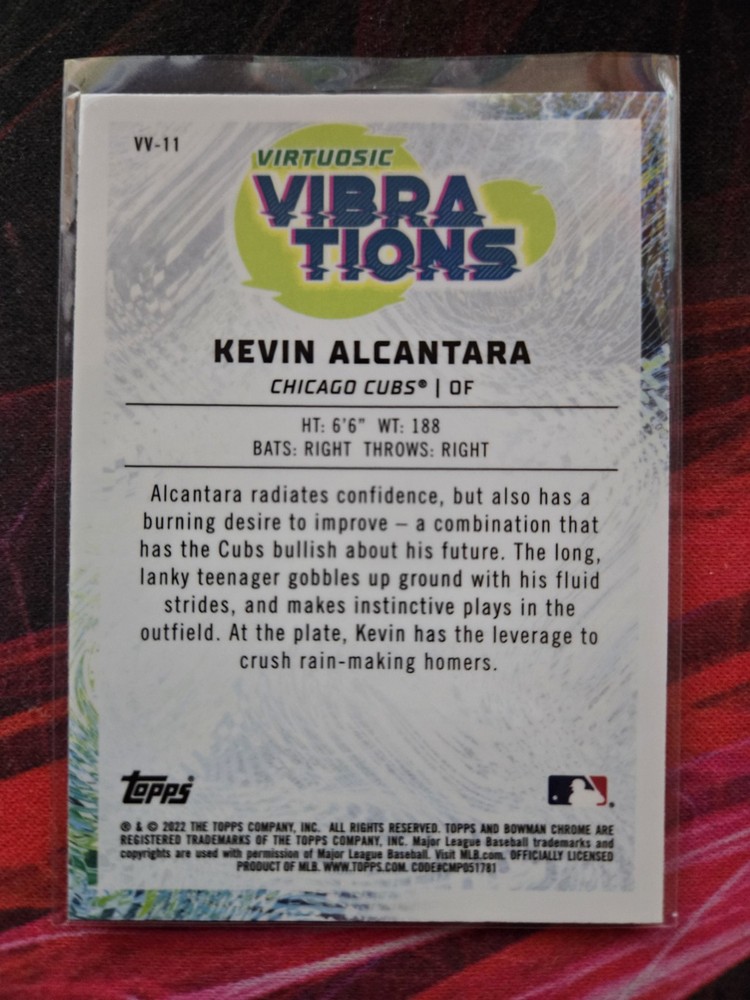 VV-11
VIRTUOSIC
VIBRA
TIONS
KEVIN ALCANTARA
CHICAGO CUBS® | OF
HT: 6'6" WT: 188
BATS: RIGHT THROWS: RIGHT
Alcantara radiates confidence, but also has a
burning desire to improve – a combination that
has the Cubs bullish about his future. The long,
lanky teenager gobbles up ground with his fluid
strides, and makes instinctive plays in the
outfield. At the plate, Kevin has the leverage to
crush rain-making homers.
topps®
® & © 2022 THE TOPPS COMPANY, INC. ALL RIGHTS RESERVED. TOPPS AND BOWMAN CHROME ARE
REGISTERED TRADEMARKS OF THE TOPPS COMPANY, INC. Major League Baseball trademarks and
copyrights are used with permission of Major League Baseball. Visit MLB.com. OFFICIALLY LICENSED
PRODUCT OF MLB. WWW.TOPPS.COM. CODE#CMP051781